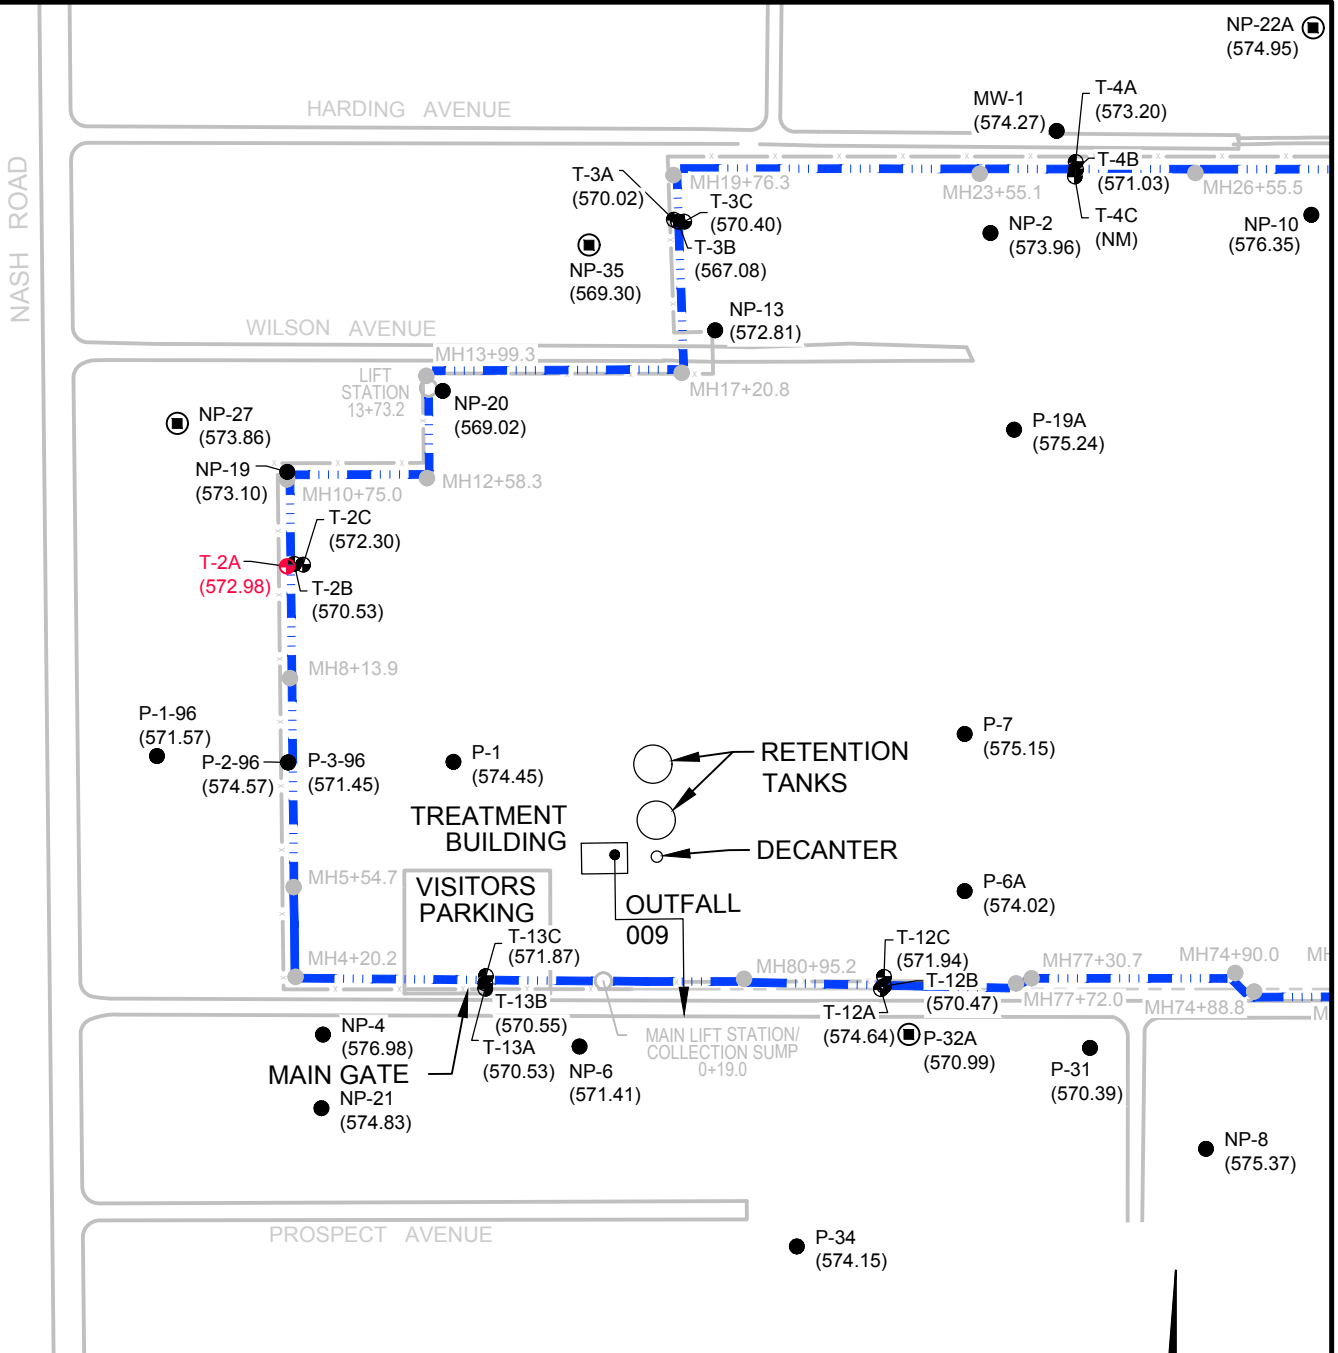 NP-22A
(574.95)
HARDING AVENUE
MW-1
(574.27)
T-4A
(573.20)
T-4B
(571.03)
T-4C
(NM)
NASH ROAD
T-3A
(570.02)
MH19+76.3
T-3C
(570.40)
T-3B
(567.08)
MH23+55.1
MH26+55.5
NP-2
(573.96)
NP-10
(576.35)
NP-35
(569.30)
NP-13
(572.81)
WILSON AVENUE
MH13+99.3
LIFT
STATION
13+73.2
MH17+20.8
NP-20
(569.02)
NP-27
(573.86)
P-19A
(575.24)
NP-19
(573.10)
MH10+75.0
MH12+58.3
T-2C
(572.30)
T-2A
(572.98)
T-2B
(570.53)
MH8+13.9
P-1-96
(571.57)
P-2-96
(574.57)
P-3-96
(571.45)
P-1
(574.45)
P-7
(575.15)
RETENTION
TANKS
TREATMENT
BUILDING
DECANTER
MH5+54.7
VISITORS
PARKING
OUTFALL
009
P-6A
(574.02)
MH4+20.2
T-13C
(571.87)
T-13B
(570.55)
T-13A
(570.53)
MH80+95.2
T-12C
(571.94)
T-12B
(570.47)
T-12A
(574.64)
MH77+30.7
MH77+72.0
MH74+90.0
MH74+88.8
MH
M
NP-4
(576.98)
MAIN GATE
NP-21
(574.83)
NP-6
(571.41)
MAIN LIFT STATION/
COLLECTION SUMP
0+19.0
P-32A
(570.99)
P-31
(570.39)
NP-8
(575.37)
PROSPECT AVENUE
P-34
(574.15)